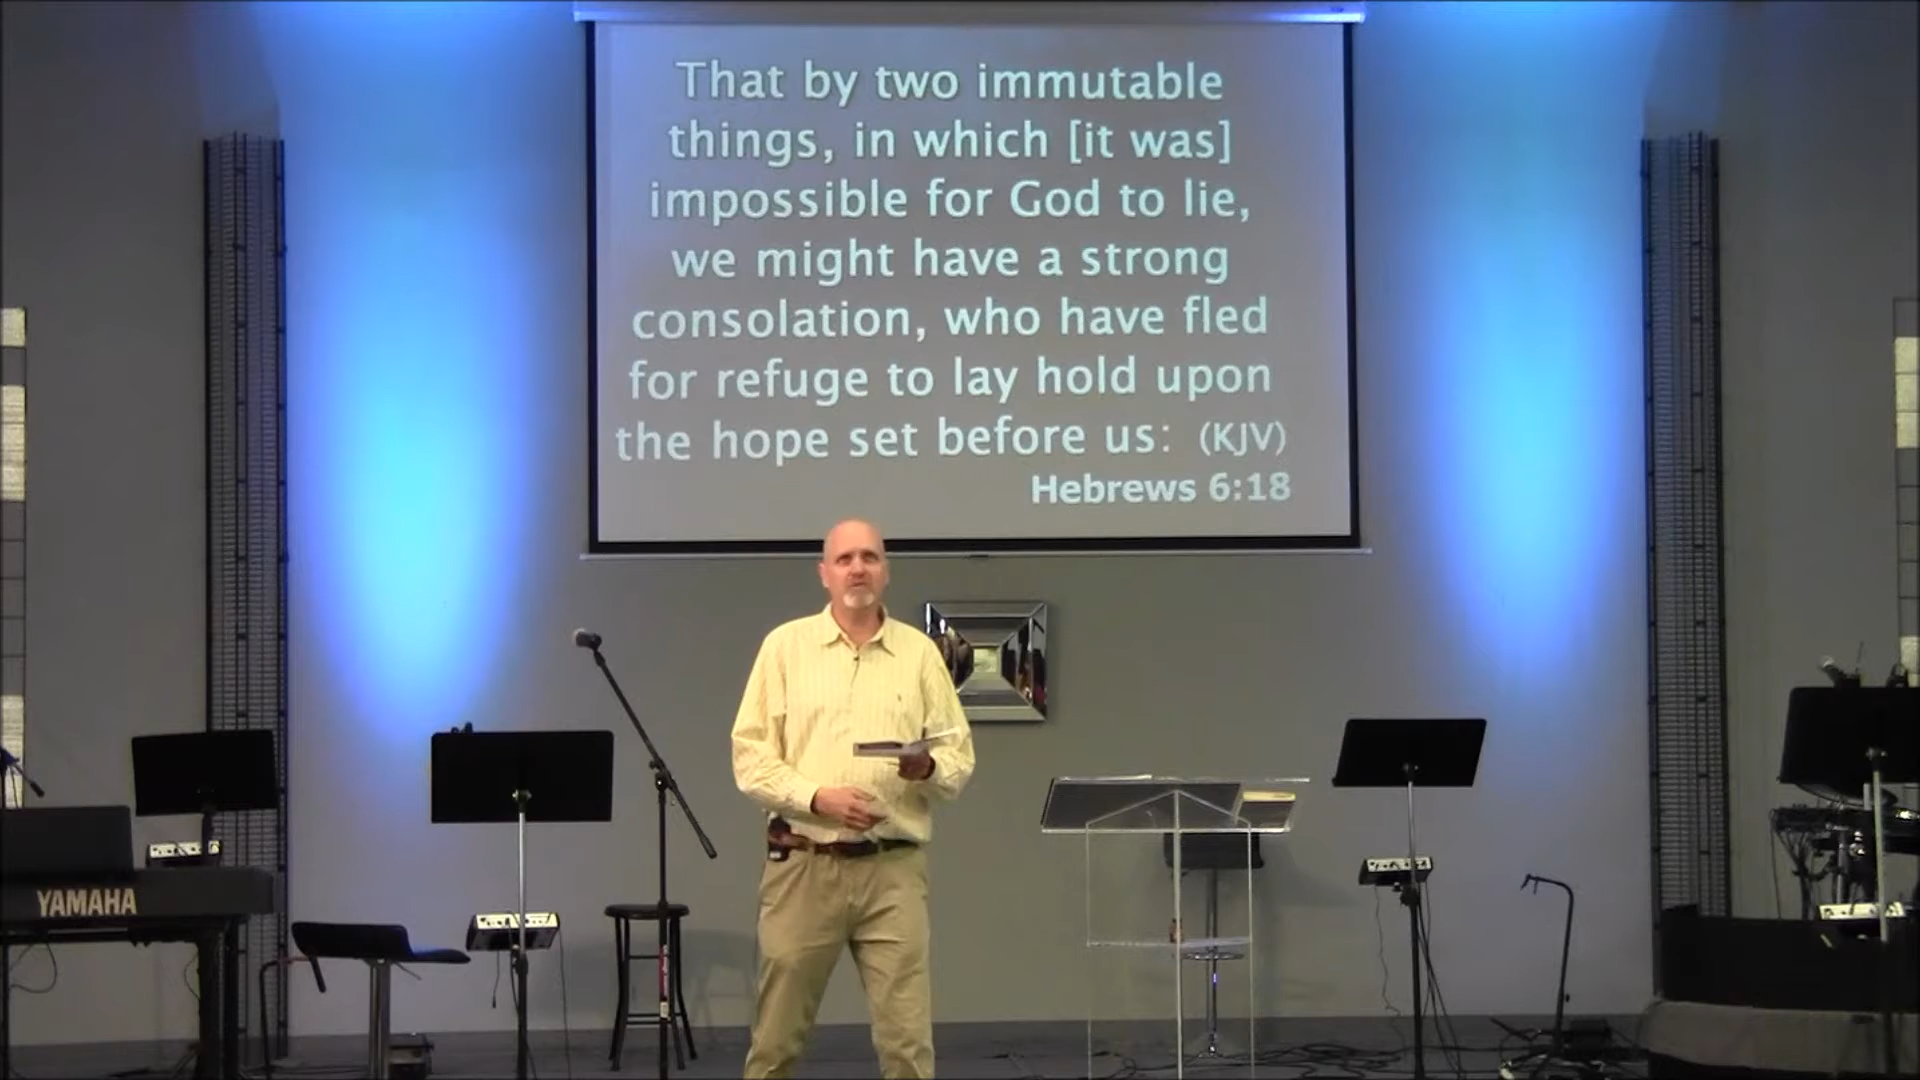 That by two immutable
things, in which [it was]
impossible for God to lie,
we might have a strong
consolation, who have fled
for refuge to lay hold upon
the hope set before us: (KJV)
Hebrews 6:18
YAMAHA